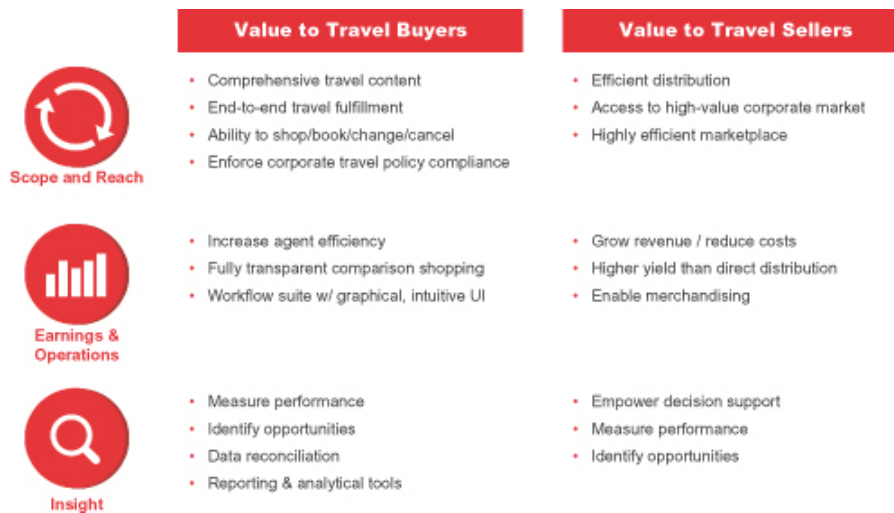 Value to Travel Buyers
Value to Travel Sellers
Scope and Reach
• Comprehensive travel content
• End-to-end travel fulfillment
• Ability to shop/book/change/cancel
• Enforce corporate travel policy compliance
• Efficient distribution
• Access to high-value corporate market
• Highly efficient marketplace
Earnings &
Operations
• Increase agent efficiency
• Fully transparent comparison shopping
• Workflow suite w/ graphical, intuitive UI
• Grow revenue / reduce costs
• Higher yield than direct distribution
• Enable merchandising
Insight
• Measure performance
• Identify opportunities
• Data reconciliation
• Reporting & analytical tools
• Empower decision support
• Measure performance
• Identify opportunities